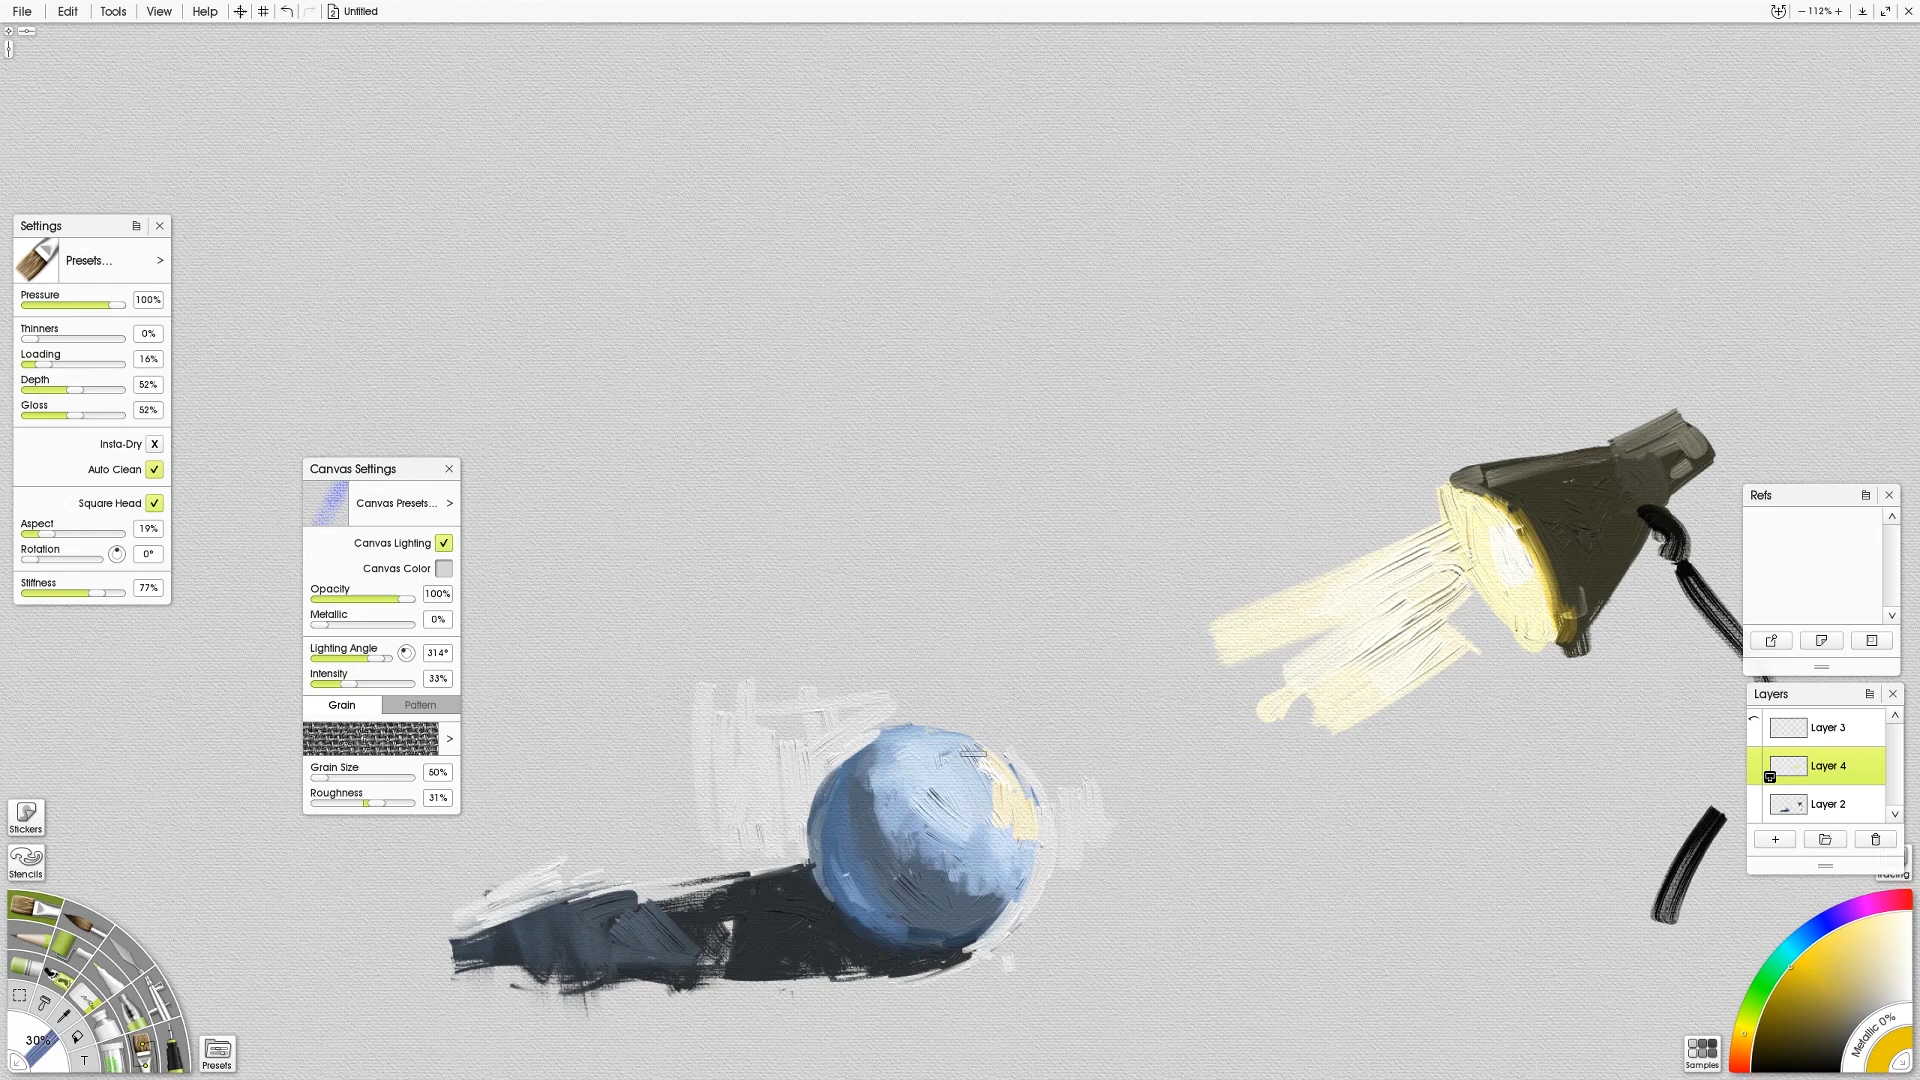 File Edit Tools View Help Untitled − 112% +
Settings
Presets... >
Pressure 100%
Thinners 0%
Loading 16%
Depth 52%
Gloss 52%
Insta-Dry X
Auto Clean ✓
Square Head ✓
Aspect 19%
Rotation 0°
Stiffness 77%
Canvas Settings
Canvas Presets... >
Canvas Lighting ✓
Canvas Color
Opacity 100%
Metallic 0%
Lighting Angle 314°
Intensity 33%
Grain Pattern
Grain Size 50%
Roughness 31%
Refs
Layers
Layer 3
Layer 4
Layer 2
Stickers
Stencils
30%
T
Presets
Samples
Metallic 0%